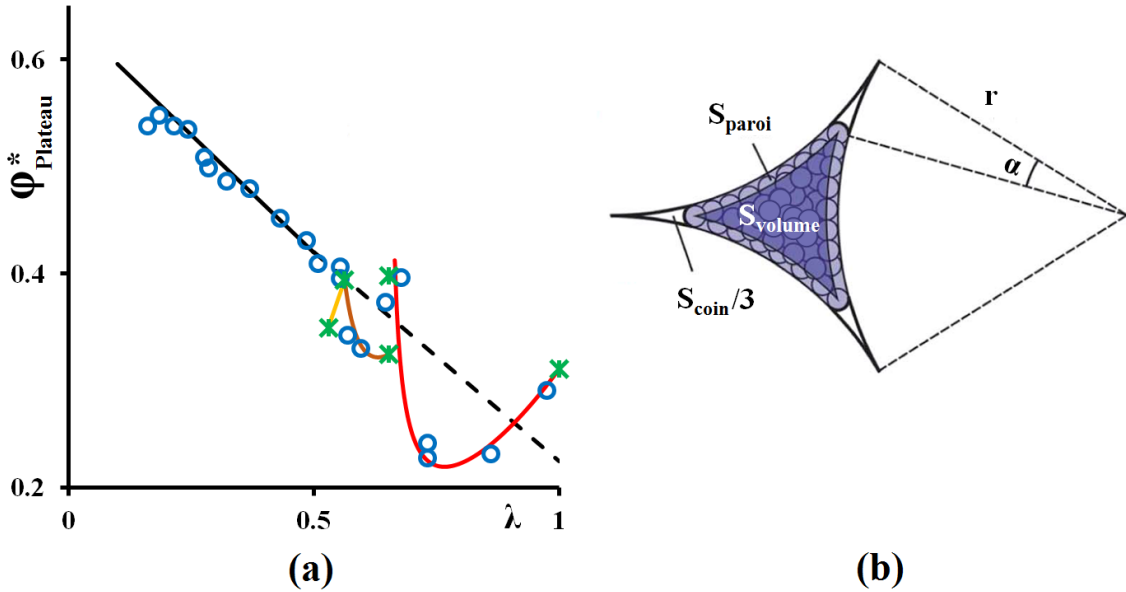 0.6
φ*Plateau
0.4
0.2
0
0.5
λ
1
(a)
r
α
Sparoi
Svolume
Scoin/3
(b)